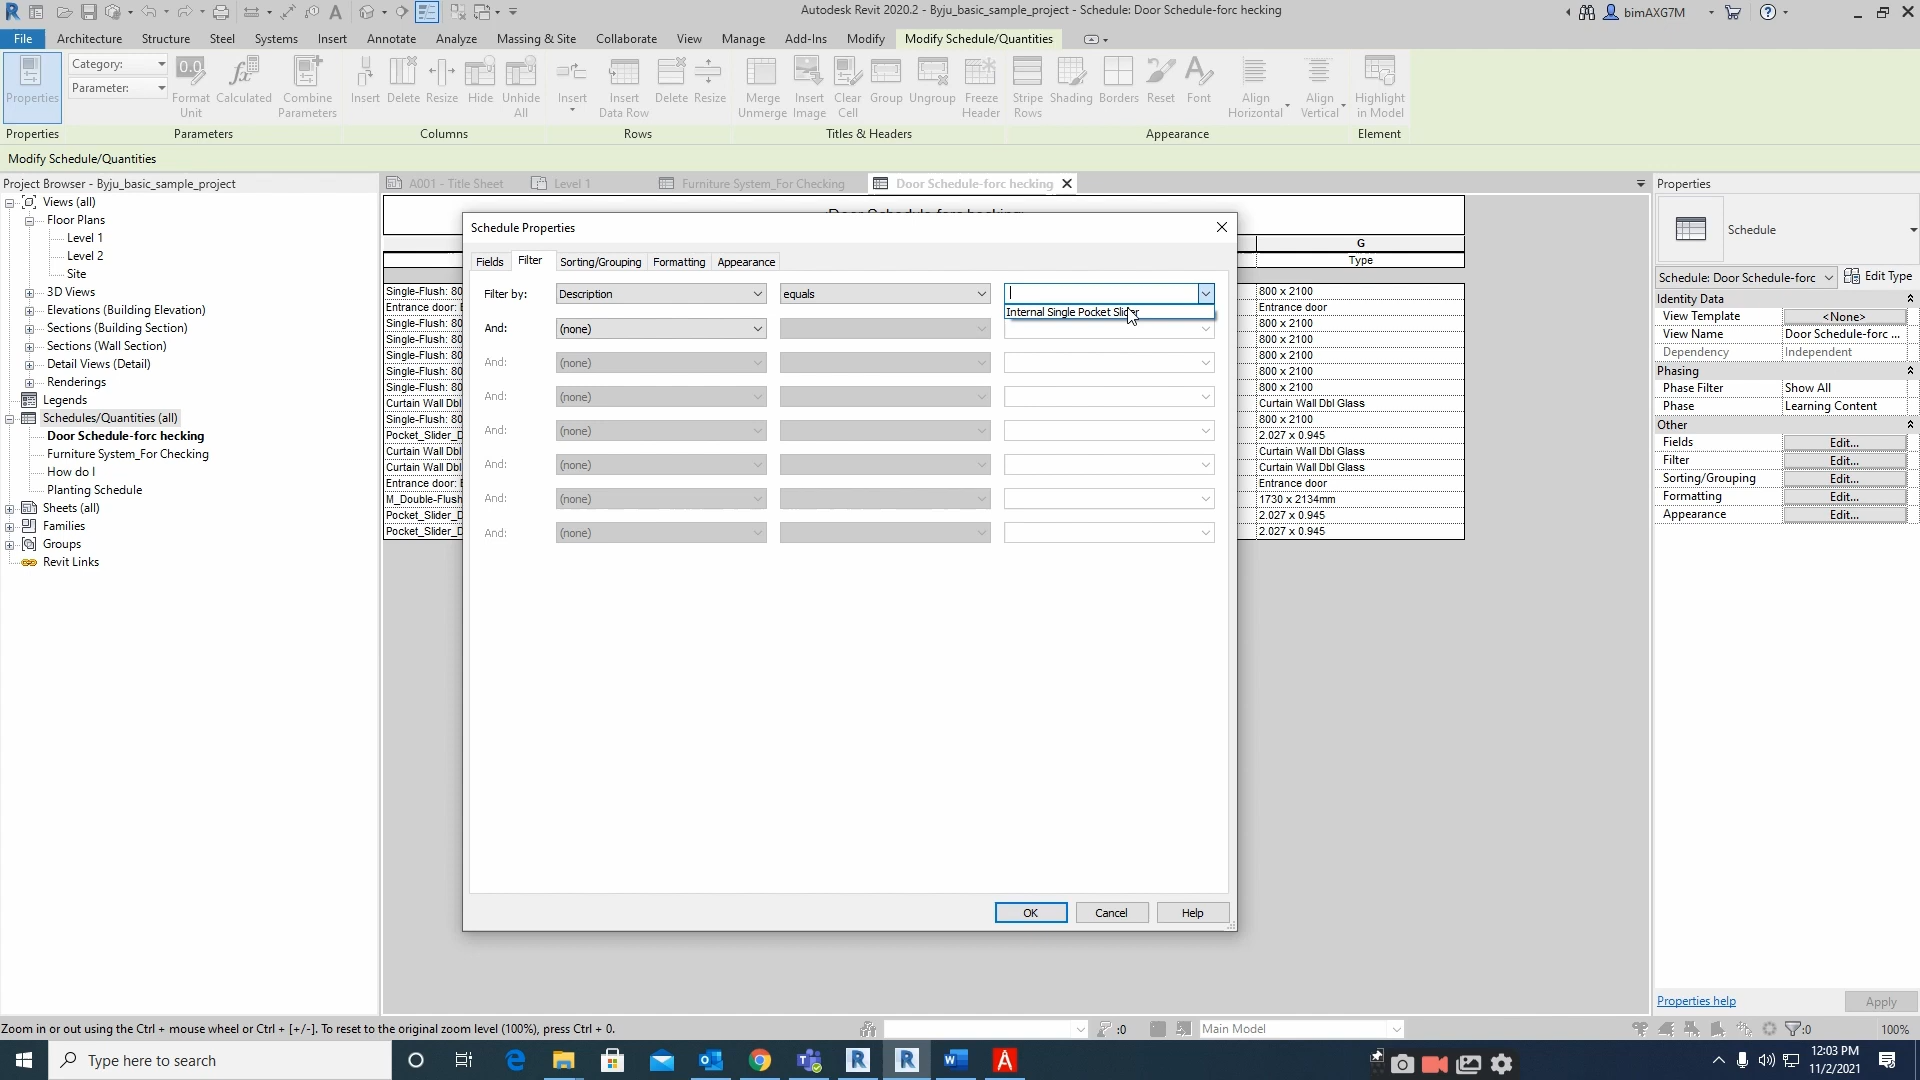 Autodesk Revit 2020.2 - Byju_basic_sample_project - Schedule: Door Schedule-forc hecking
bimAXG7M
File Architecture Structure Steel Systems Insert Annotate Analyze Massing & Site Collaborate View Manage Add-Ins Modify Modify Schedule/Quantities
Category:
Parameter:
Properties
Format Unit
Calculated
Combine Parameters
Insert
Delete
Resize
Hide
Unhide All
Insert
Insert Data Row
Delete
Resize
Merge Unmerge
Insert Image
Clear Cell
Group
Ungroup
Freeze Header
Stripe Rows
Shading
Borders
Reset
Font
Align Horizontal
Align Vertical
Highlight in Model
Properties Parameters Columns Rows Titles & Headers Appearance Element
Modify Schedule/Quantities
Project Browser - Byju_basic_sample_project
Views (all)
Floor Plans
Level 1
Level 2
Site
3D Views
Elevations (Building Elevation)
Sections (Building Section)
Sections (Wall Section)
Detail Views (Detail)
Renderings
Legends
Schedules/Quantities (all)
Door Schedule-forc hecking
Furniture System_For Checking
How do I
Planting Schedule
Sheets (all)
Families
Groups
Revit Links
A001 - Title Sheet
Level 1
Furniture System_For Checking
Door Schedule-forc hecking
G
Type
Single-Flush: 80
800 x 2100
Entrance door: E
Entrance door
Single-Flush: 80
800 x 2100
Single-Flush: 80
800 x 2100
Single-Flush: 80
800 x 2100
Single-Flush: 80
800 x 2100
Single-Flush: 80
800 x 2100
Curtain Wall Dbl
Curtain Wall Dbl Glass
Single-Flush: 80
800 x 2100
Pocket_Slider_D
2.027 x 0.945
Curtain Wall Dbl
Curtain Wall Dbl Glass
Curtain Wall Dbl
Curtain Wall Dbl Glass
Entrance door: E
Entrance door
M_Double-Flush
1730 x 2134mm
Pocket_Slider_D
2.027 x 0.945
Pocket_Slider_D
2.027 x 0.945
Schedule Properties
Fields Filter Sorting/Grouping Formatting Appearance
Filter by: Description equals
Internal Single Pocket Slider
And: (none)
And: (none)
And: (none)
And: (none)
And: (none)
And: (none)
And: (none)
OK Cancel Help
Properties
Schedule
Schedule: Door Schedule-forc
Edit Type
Identity Data
View Template <None>
View Name Door Schedule-forc ...
Dependency Independent
Phasing
Phase Filter Show All
Phase Learning Content
Other
Fields Edit...
Filter Edit...
Sorting/Grouping Edit...
Formatting Edit...
Appearance Edit...
Properties help Apply
Zoom in or out using the Ctrl + mouse wheel or Ctrl + [+/-]. To reset to the original zoom level (100%), press Ctrl + 0.
:0
Main Model
:0
100%
Type here to search
12:03 PM
11/2/2021